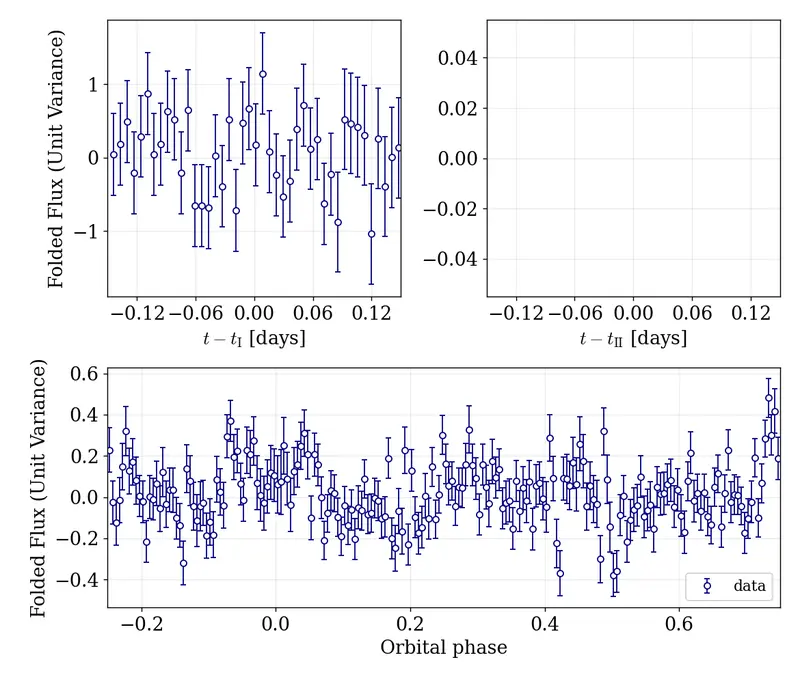 Folded Flux (Unit Variance)
1
0
−1
−0.12 −0.06 0.00 0.06 0.12
t − t_I [days]
0.04
0.02
0.00
−0.02
−0.04
−0.12 −0.06 0.00 0.06 0.12
t − t_II [days]
Folded Flux (Unit Variance)
0.6
0.4
0.2
0.0
−0.2
−0.4
data
−0.2 0.0 0.2 0.4 0.6
Orbital phase